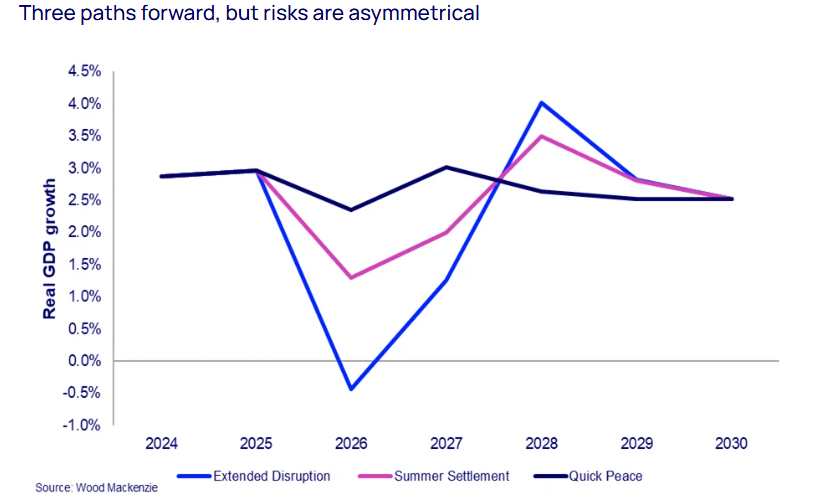 Three paths forward, but risks are asymmetrical
4.5%
4.0%
3.5%
3.0%
2.5%
2.0%
1.5%
1.0%
0.5%
0.0%
-0.5%
-1.0%
Real GDP growth
2024 2025 2026 2027 2028 2029 2030
Extended Disruption Summer Settlement Quick Peace
Source: Wood Mackenzie